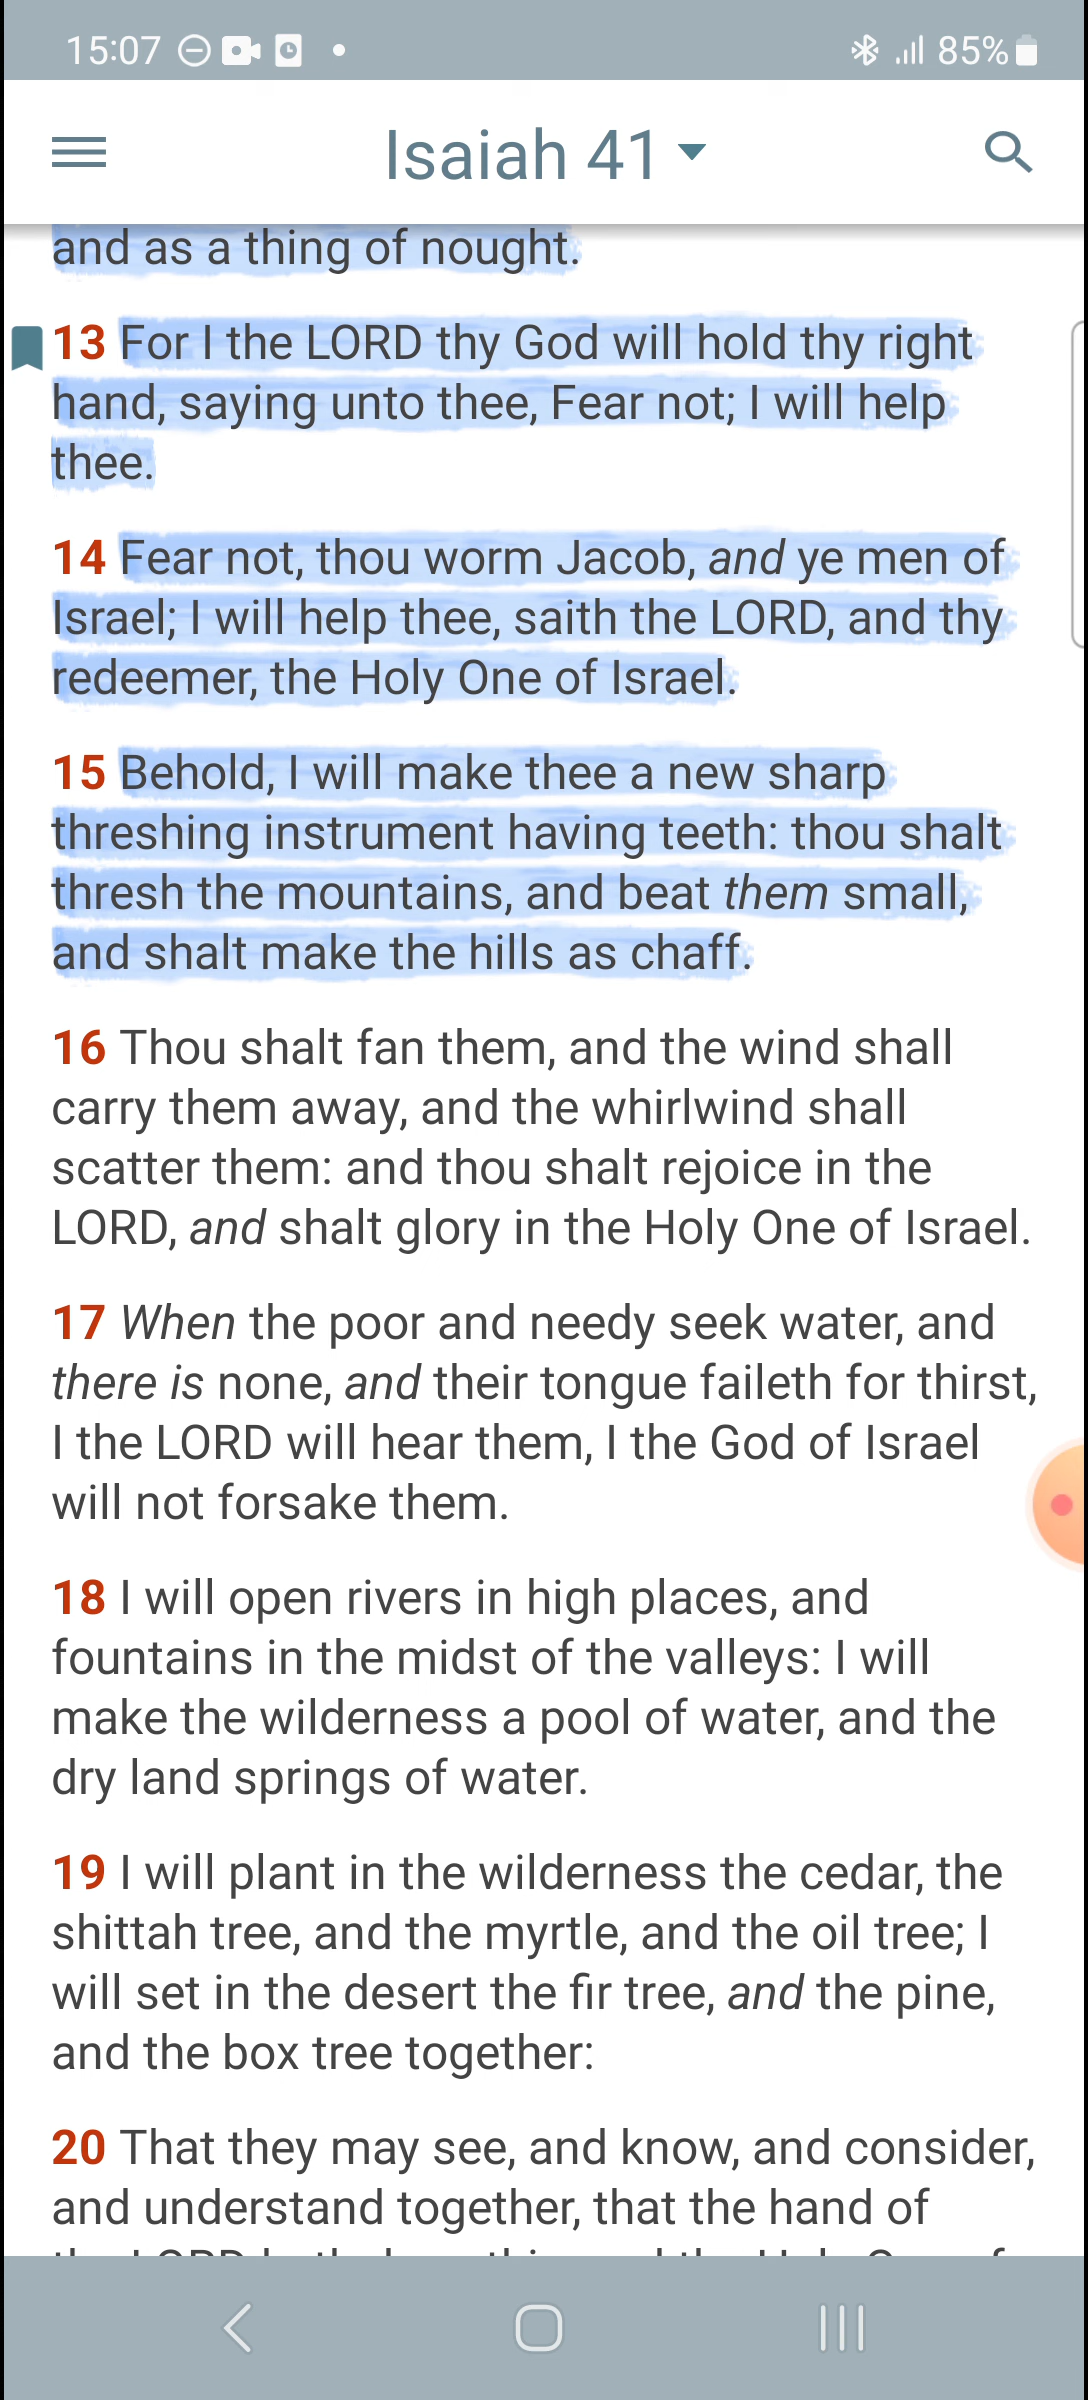 15:07 85%
Isaiah 41
and as a thing of nought.
13 For I the LORD thy God will hold thy right
hand, saying unto thee, Fear not; I will help
thee.
14 Fear not, thou worm Jacob, and ye men of
Israel; I will help thee, saith the LORD, and thy
redeemer, the Holy One of Israel.
15 Behold, I will make thee a new sharp
threshing instrument having teeth: thou shalt
thresh the mountains, and beat them small,
and shalt make the hills as chaff.
16 Thou shalt fan them, and the wind shall
carry them away, and the whirlwind shall
scatter them: and thou shalt rejoice in the
LORD, and shalt glory in the Holy One of Israel.
17 When the poor and needy seek water, and
there is none, and their tongue faileth for thirst,
I the LORD will hear them, I the God of Israel
will not forsake them.
18 I will open rivers in high places, and
fountains in the midst of the valleys: I will
make the wilderness a pool of water, and the
dry land springs of water.
19 I will plant in the wilderness the cedar, the
shittah tree, and the myrtle, and the oil tree; I
will set in the desert the fir tree, and the pine,
and the box tree together:
20 That they may see, and know, and consider,
and understand together, that the hand of